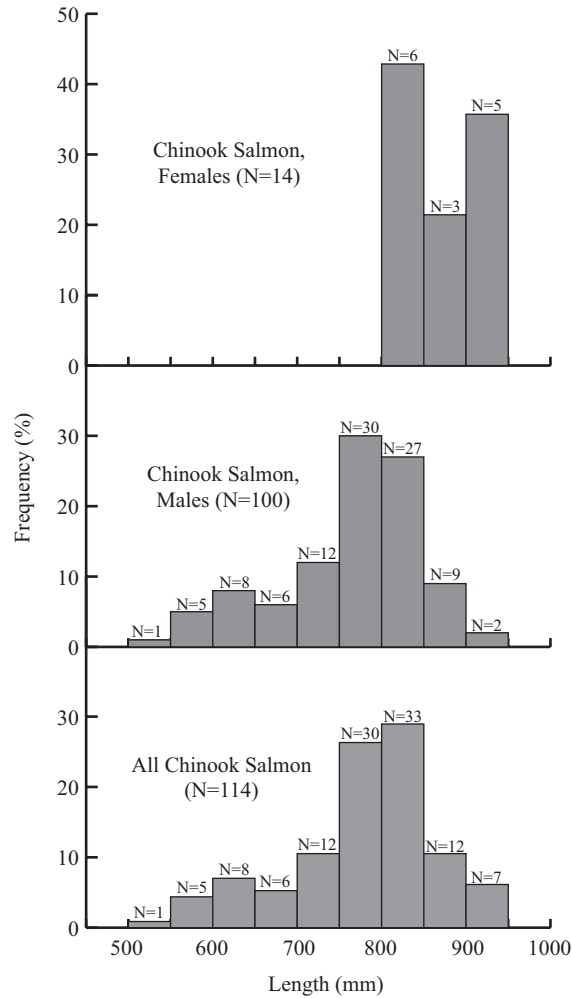 50
40
30
20
10
0
N=6
N=3
N=5
Chinook Salmon,
Females (N=14)
30
20
10
0
N=1
N=5
N=8
N=6
N=12
N=30
N=27
N=9
N=2
Chinook Salmon,
Males (N=100)
Frequency (%)
30
20
10
0
N=1
N=5
N=8
N=6
N=12
N=30
N=33
N=12
N=7
All Chinook Salmon
(N=114)
500 600 700 800 900 1000
Length (mm)